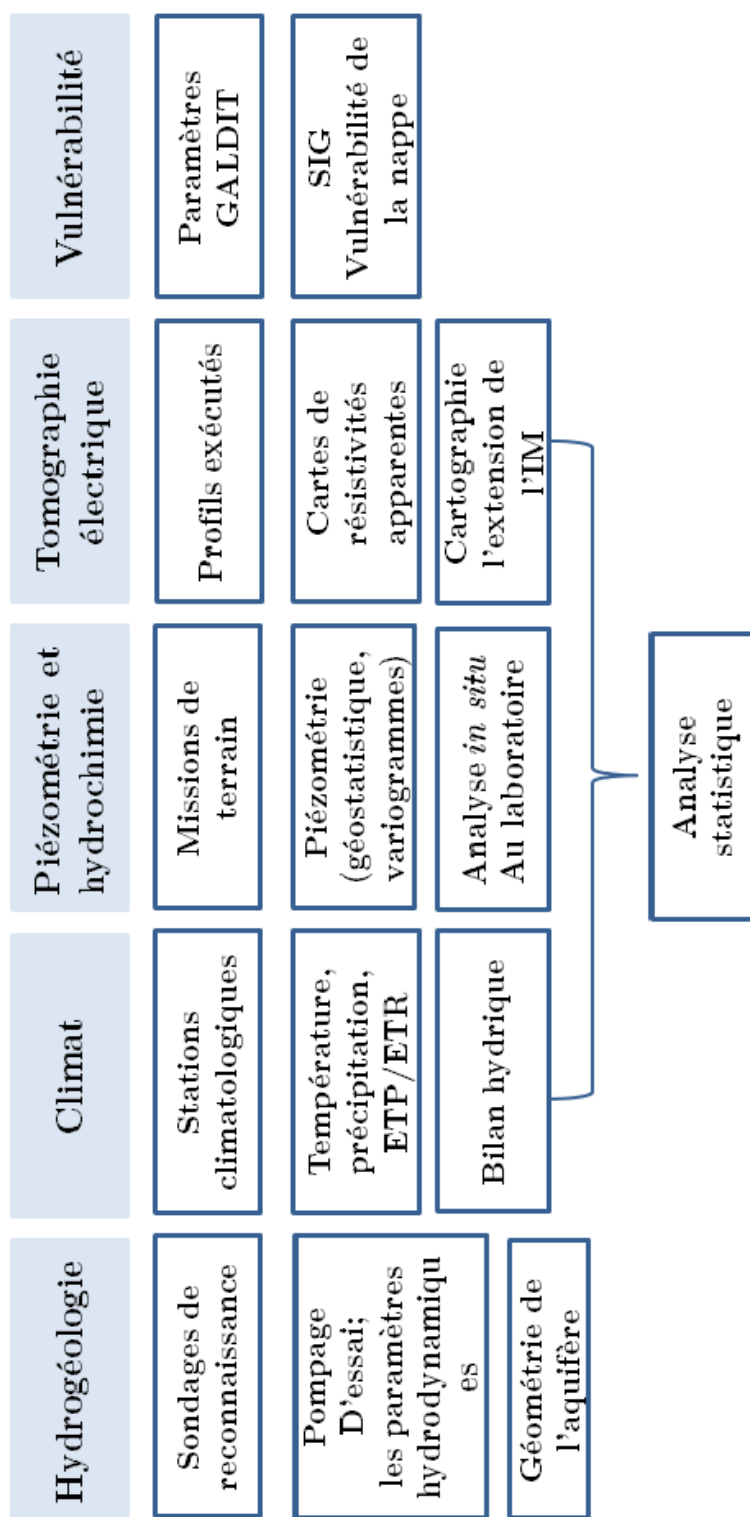 Hydrogéologie
Sondages de
reconnaissance
Pompage
D'essai;
les paramètres
hydrodynamiqu
es
Géométrie de
l'aquifère
Climat
Stations
climatologiques
Température,
précipitation,
ETP/ETR
Bilan hydrique
Piézométrie et
hydrochimie
Missions de
terrain
Piézométrie
(géostatistique,
variogrammes)
Analyse in situ
Au laboratoire
Tomographie
électrique
Profils exécutés
Cartes de
résistivités
apparentes
Cartographie
l'extension de
l'IM
Vulnérabilité
Paramètres
GALDIT
SIG
Vulnérabilité de
la nappe
Analyse
statistique